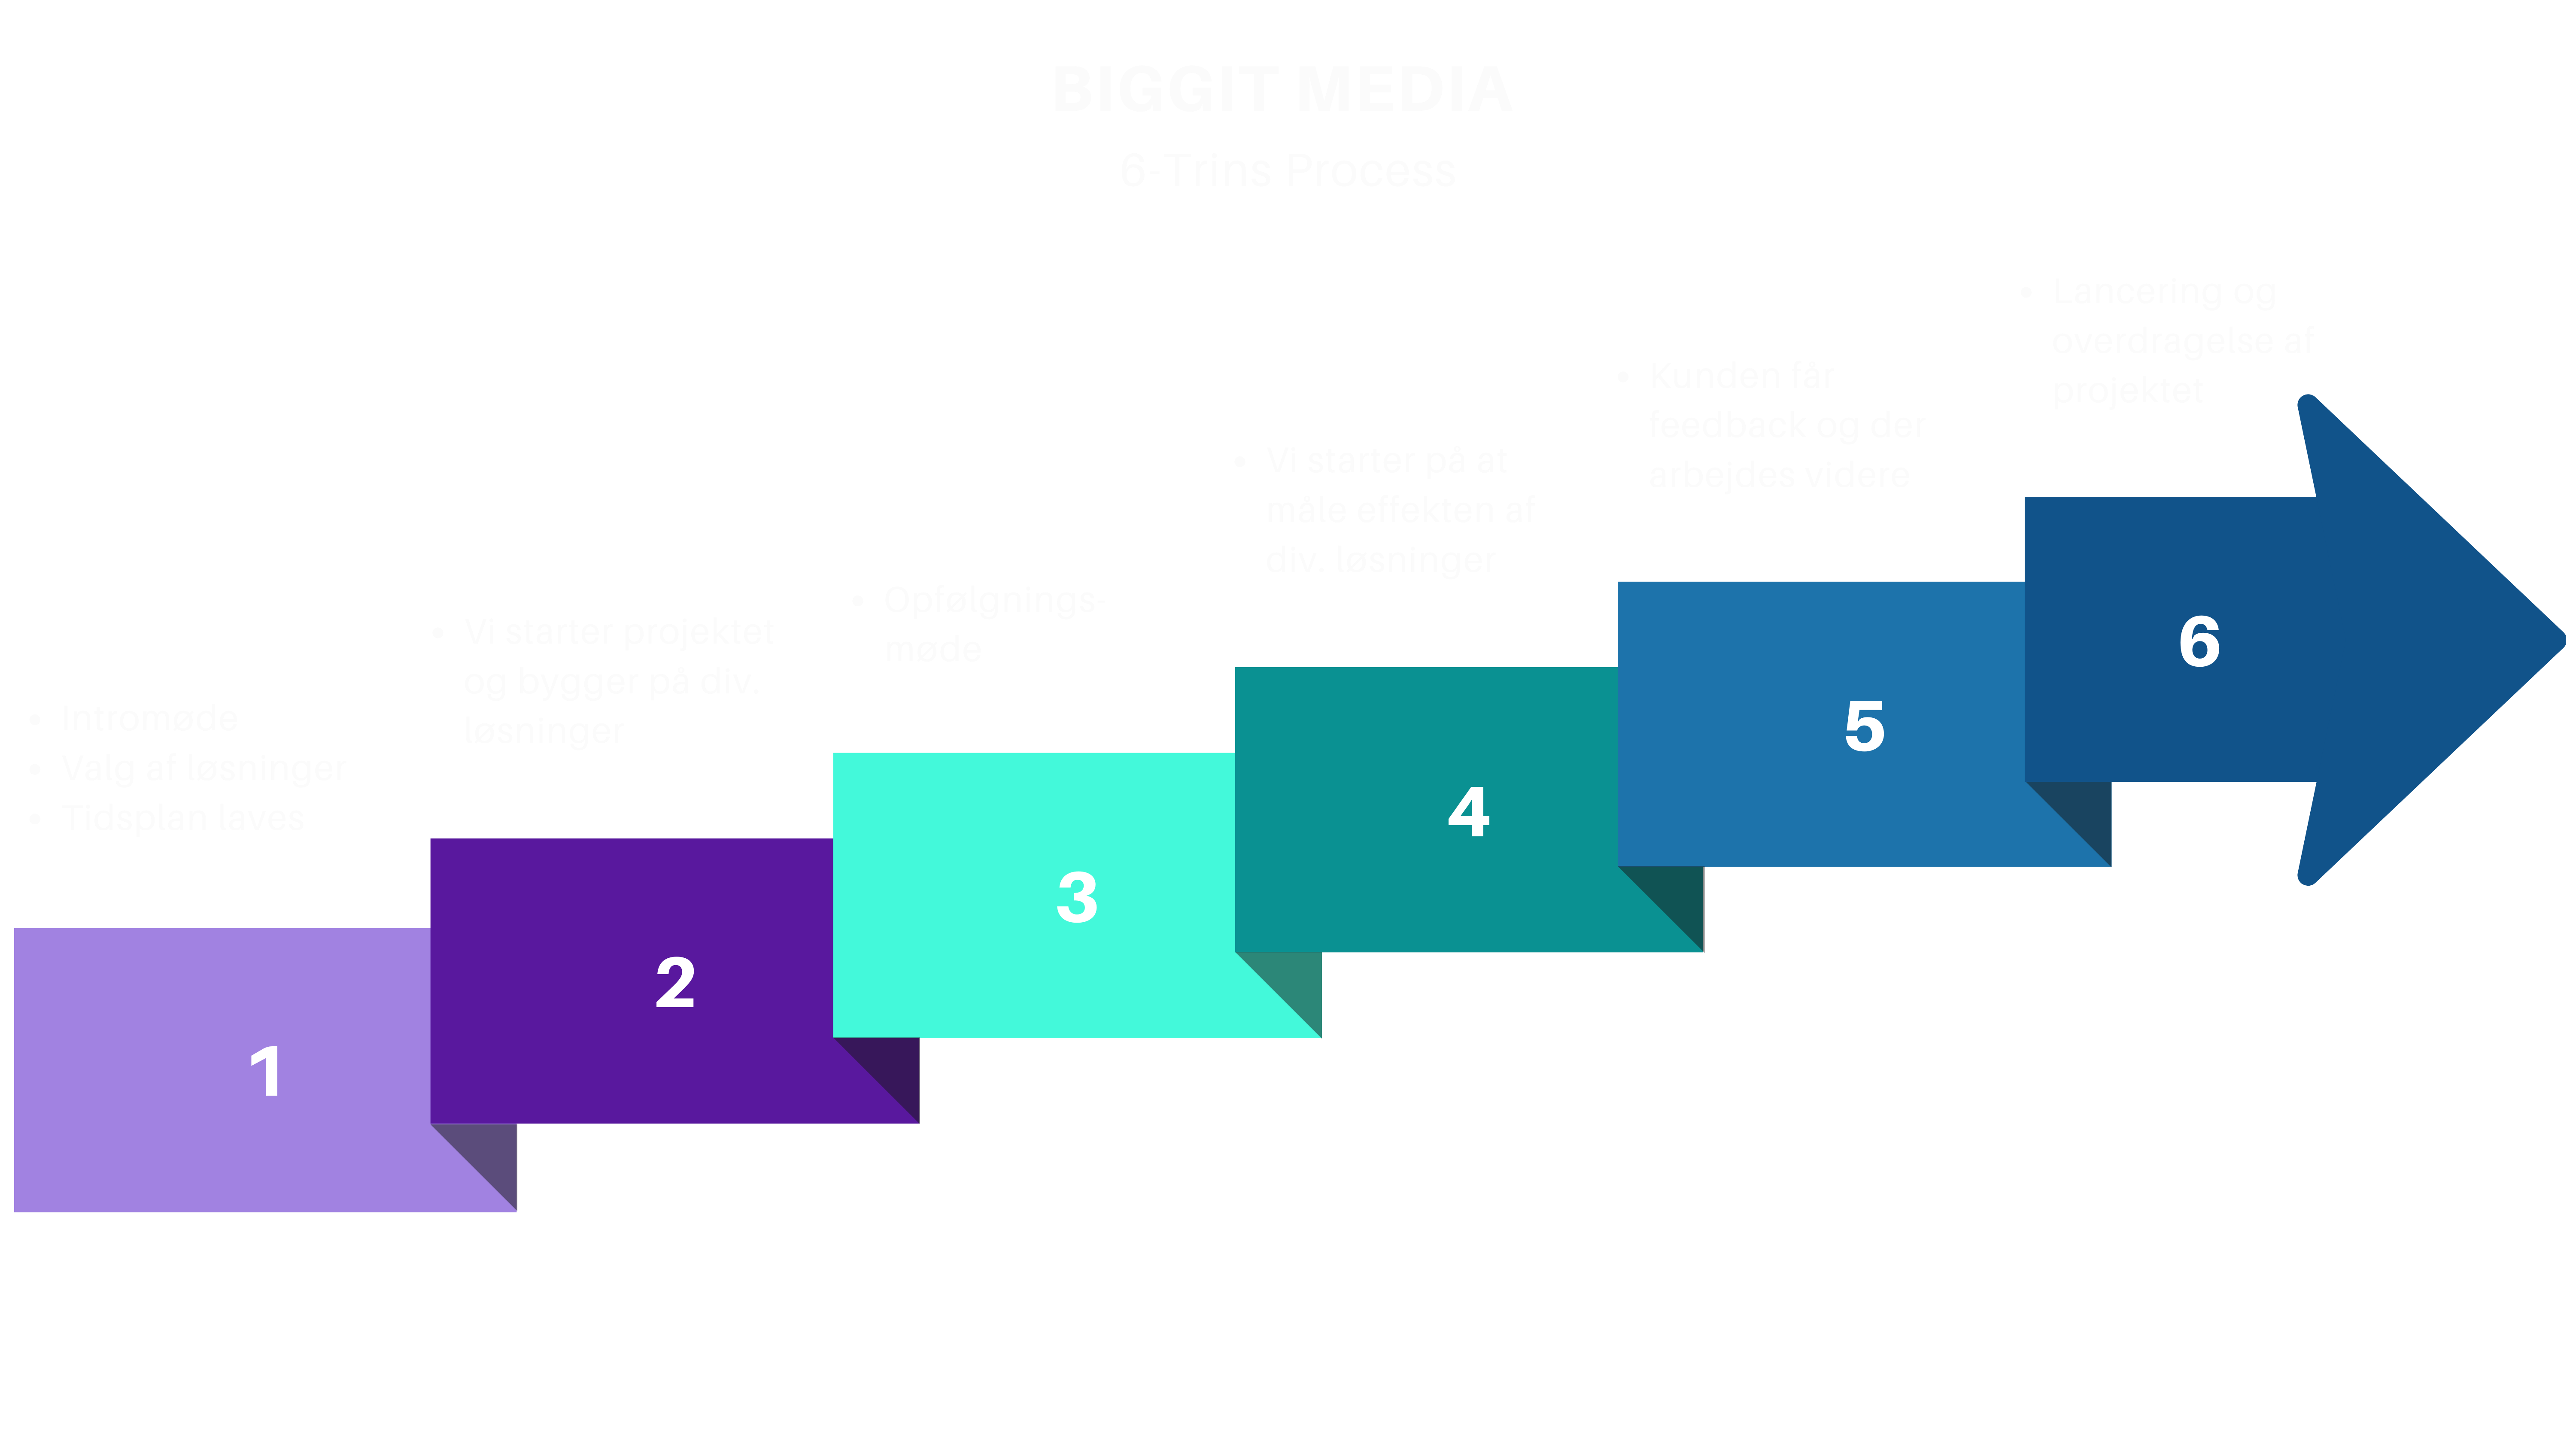 BIGGIT MEDIA
6-Trins Process
• Intromøde
• Valg af løsninger
• Tidsplan laves
1
• Vi starter projektet
og bygger på div.
løsninger
2
• Opfølgnings-
møde
3
• Vi starter på at
måle effekten af
div. løsninger
4
• Kunden får
feedback og der
arbejdes videre
5
• Lancering og
overdragelse af
projektet
6